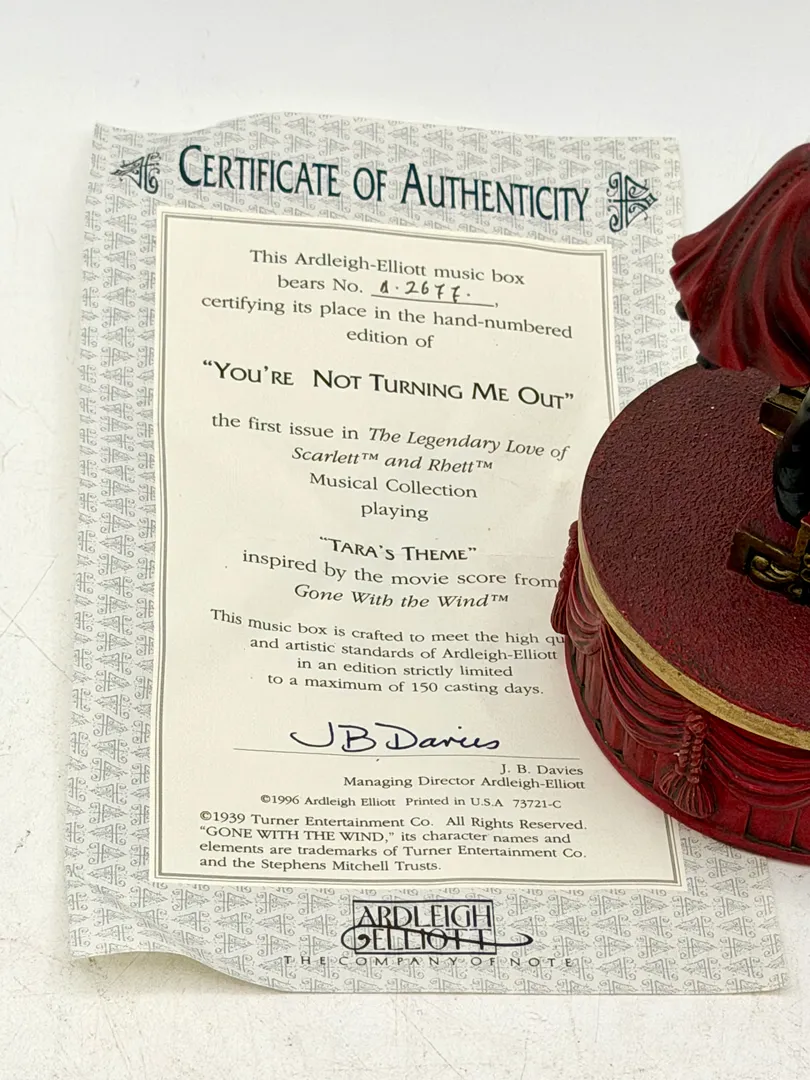 CERTIFICATE OF AUTHENTICITY
This Ardleigh-Elliott music box
bears No. A·2677.,
certifying its place in the hand-numbered
edition of
"YOU'RE NOT TURNING ME OUT"
the first issue in The Legendary Love of
Scarlett™ and Rhett™
Musical Collection
playing
"TARA'S THEME"
inspired by the movie score from
Gone With the Wind™
This music box is crafted to meet the high qu
and artistic standards of Ardleigh-Elliott
in an edition strictly limited
to a maximum of 150 casting days.
JB Davies
J. B. Davies
Managing Director Ardleigh-Elliott
©1996 Ardleigh Elliott Printed in U.S.A 73721-C
©1939 Turner Entertainment Co. All Rights Reserved.
"GONE WITH THE WIND," its character names and
elements are trademarks of Turner Entertainment Co.
and the Stephens Mitchell Trusts.
ARDLEIGH
ELLIOTT
THE COMPANY OF NOTE